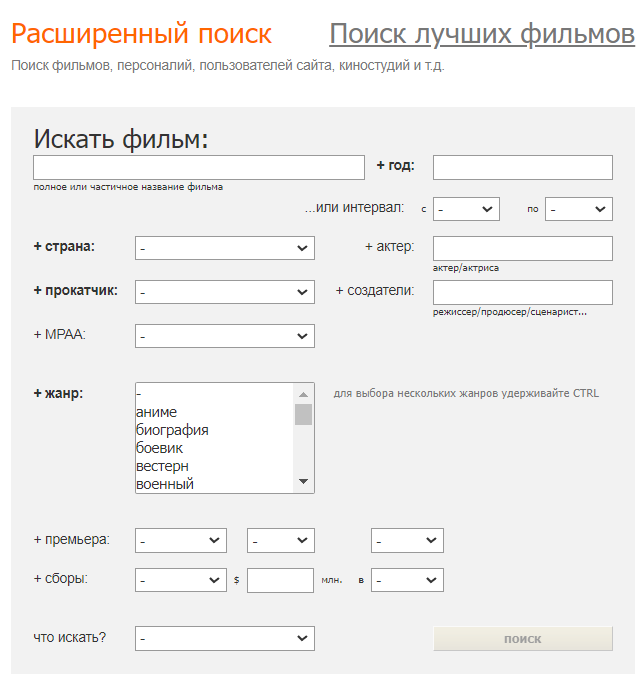 Расширенный поиск Поиск лучших фильмов
Поиск фильмов, персоналий, пользователей сайта, киностудий и т.д.
Искать фильм:
+ год:
полное или частичное название фильма
...или интервал: с - по -
+ страна: - + актер:
актер/актриса
+ прокатчик: - + создатели:
режиссер/продюсер/сценарист...
+ MPAA: -
+ жанр: - для выбора нескольких жанров удерживайте CTRL
аниме
биография
боевик
вестерн
военный
+ премьера: - - -
+ сборы: - $ млн. в -
что искать? - поиск